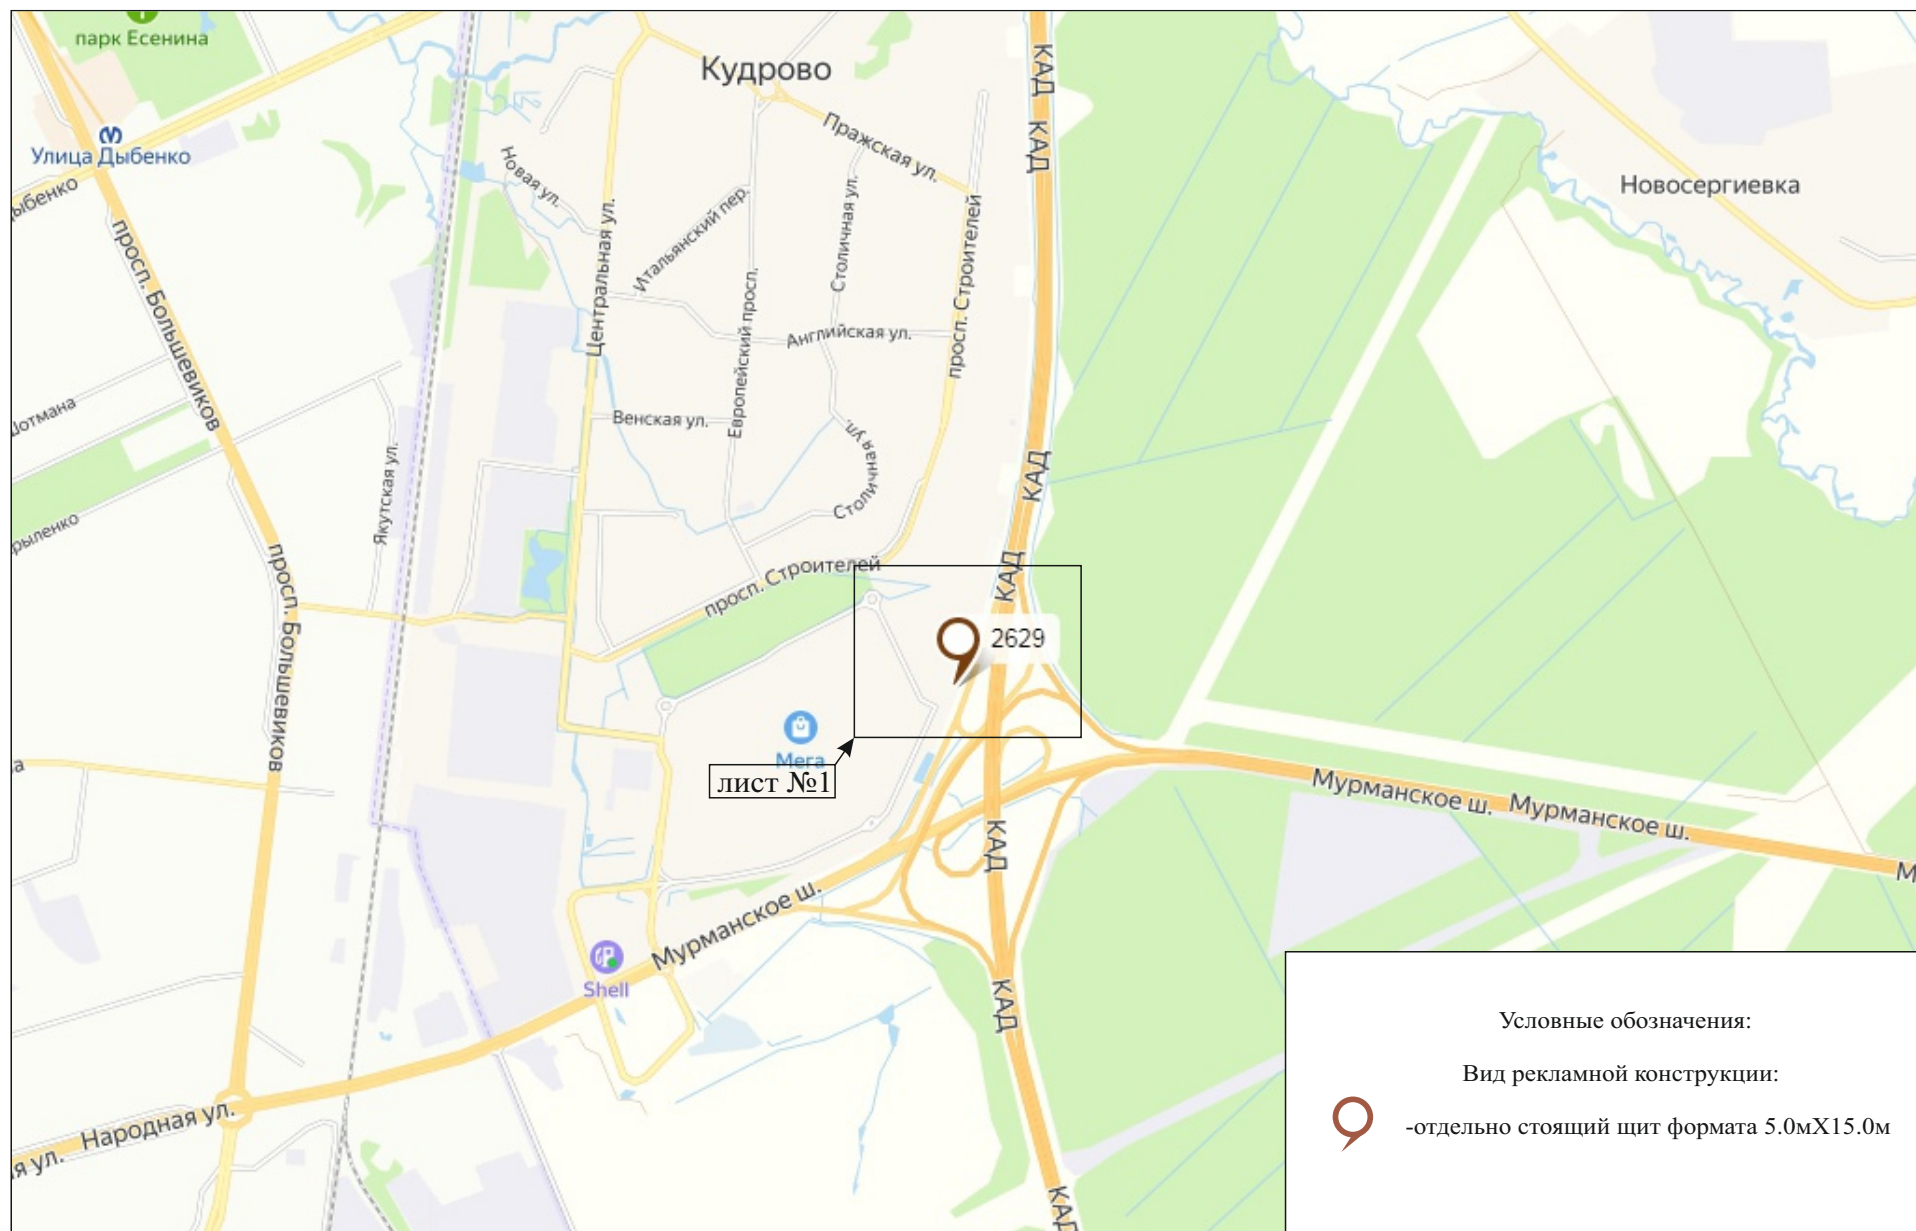 парк Есенина
Кудрово
КАД
КАД
Пражская ул.
Улица Дыбенко
Новая ул.
Новосергиевка
ыбенко
Итальянский пер.
Столичная ул.
Центральная ул.
просп. Строителей
просп. Большевиков
Европейский просп.
Английская ул.
Шотмана
Венская ул.
Столичная ул.
Якутская ул.
КАД
рыленко
просп. Большевиков
просп. Строителей
КАД
2629
Мега
лист №1
а
Мурманское ш.
Мурманское ш.
М
КАД
Мурманское ш.
Shell
КАД
Народная ул.
я ул.
КАД
Условные обозначения:
Вид рекламной конструкции:
-отдельно стоящий щит формата 5.0мХ15.0м